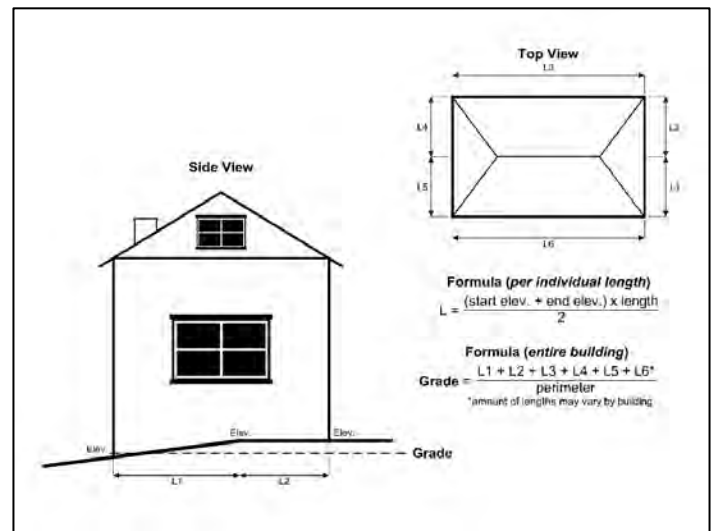 Top View
L3
L4
L2
L5
L1
L6
Side View
Elev.
Elev.
Elev.
Grade
L1
L2
Formula (per individual length)
L = (start elev. + end elev.) x length
2
Formula (entire building)
Grade = L1 + L2 + L3 + L4 + L5 + L6*
perimeter
*amount of lengths may vary by building